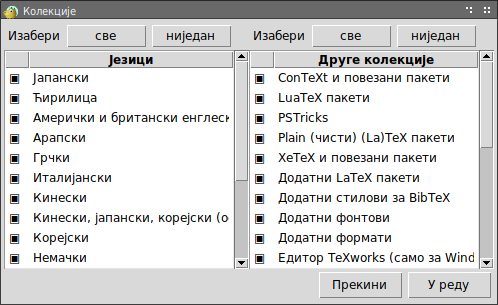 Колекције
Изабери све ниједан Изабери све ниједан
Језици
Јапански
Ћирилица
Амерички и британски енглеск
Арапски
Грчки
Италијански
Кинески
Кинески, јапански, корејски (о
Корејски
Немачки
Друге колекције
ConTeXt и повезани пакети
LuaTeX пакети
PSTricks
Plain (чисти) (La)TeX пакети
XeTeX и повезани пакети
Додатни LaTeX пакети
Додатни стилови за BibTeX
Додатни фонтови
Додатни формати
Едитор TeXworks (само за Wind
Прекини У реду